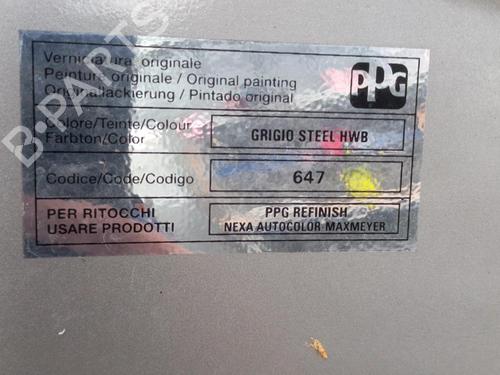 Verniciatura originale
Peinture originale / Original painting
Originallackierung / Pintado original
PPG
Colore/Teinte/Colour
Farbton/Color
GRIGIO STEEL HWB
Codice/Code/Codigo
647
PER RITOCCHI
USARE PRODOTTI
PPG REFINISH
NEXA AUTOCOLOR MAXMEYER
B-PARTS